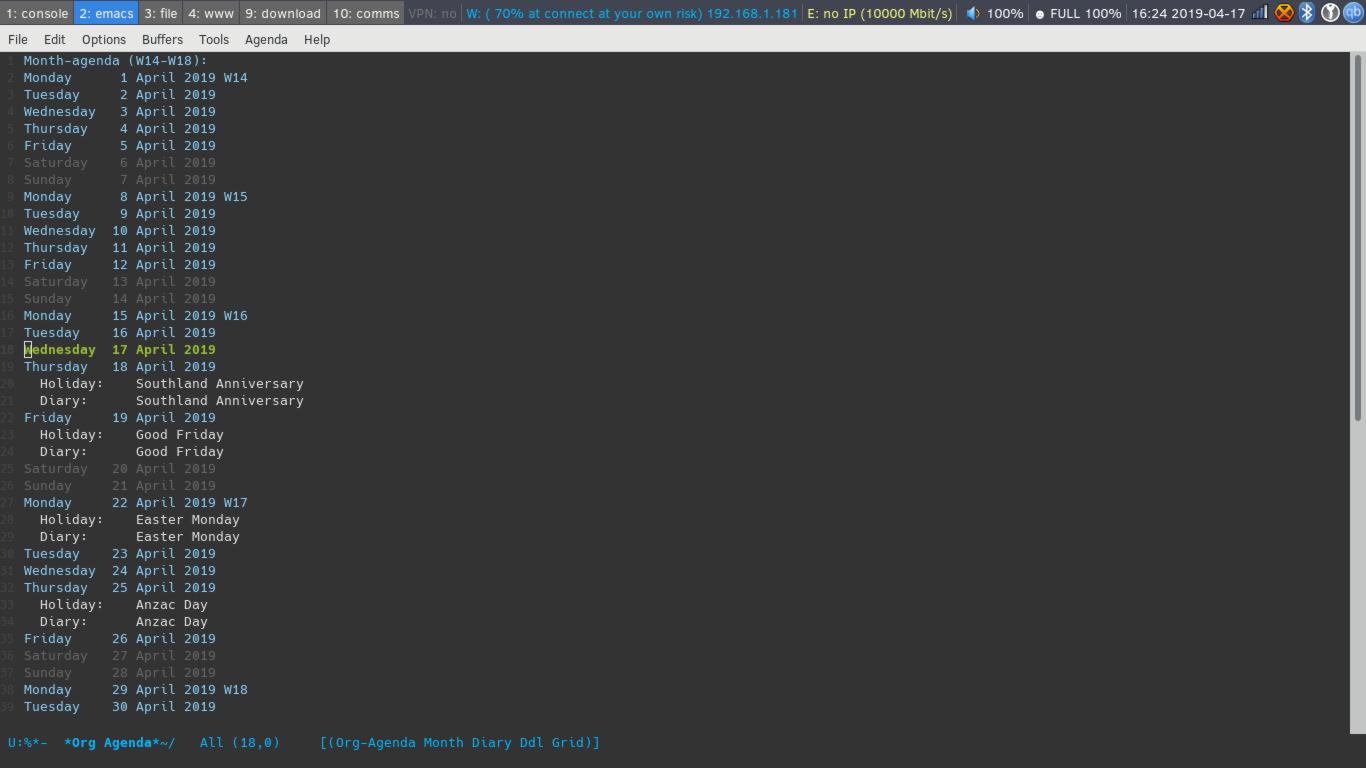 1: console 2: emacs 3: file 4: www 9: download 10: comms VPN: no W: ( 70% at connect at your own risk) 192.168.1.181 E: no IP (10000 Mbit/s) 100% ☻ FULL 100% 16:24 2019-04-17 qb
File Edit Options Buffers Tools Agenda Help
1 Month-agenda (W14-W18):
2 Monday 1 April 2019 W14
3 Tuesday 2 April 2019
4 Wednesday 3 April 2019
5 Thursday 4 April 2019
6 Friday 5 April 2019
7 Saturday 6 April 2019
8 Sunday 7 April 2019
9 Monday 8 April 2019 W15
10 Tuesday 9 April 2019
11 Wednesday 10 April 2019
12 Thursday 11 April 2019
13 Friday 12 April 2019
14 Saturday 13 April 2019
15 Sunday 14 April 2019
16 Monday 15 April 2019 W16
17 Tuesday 16 April 2019
18 Wednesday 17 April 2019
19 Thursday 18 April 2019
20 Holiday: Southland Anniversary
21 Diary: Southland Anniversary
22 Friday 19 April 2019
23 Holiday: Good Friday
24 Diary: Good Friday
25 Saturday 20 April 2019
26 Sunday 21 April 2019
27 Monday 22 April 2019 W17
28 Holiday: Easter Monday
29 Diary: Easter Monday
30 Tuesday 23 April 2019
31 Wednesday 24 April 2019
32 Thursday 25 April 2019
33 Holiday: Anzac Day
34 Diary: Anzac Day
35 Friday 26 April 2019
36 Saturday 27 April 2019
37 Sunday 28 April 2019
38 Monday 29 April 2019 W18
39 Tuesday 30 April 2019
U:%*- *Org Agenda*~/ All (18,0) [(Org-Agenda Month Diary Ddl Grid)]